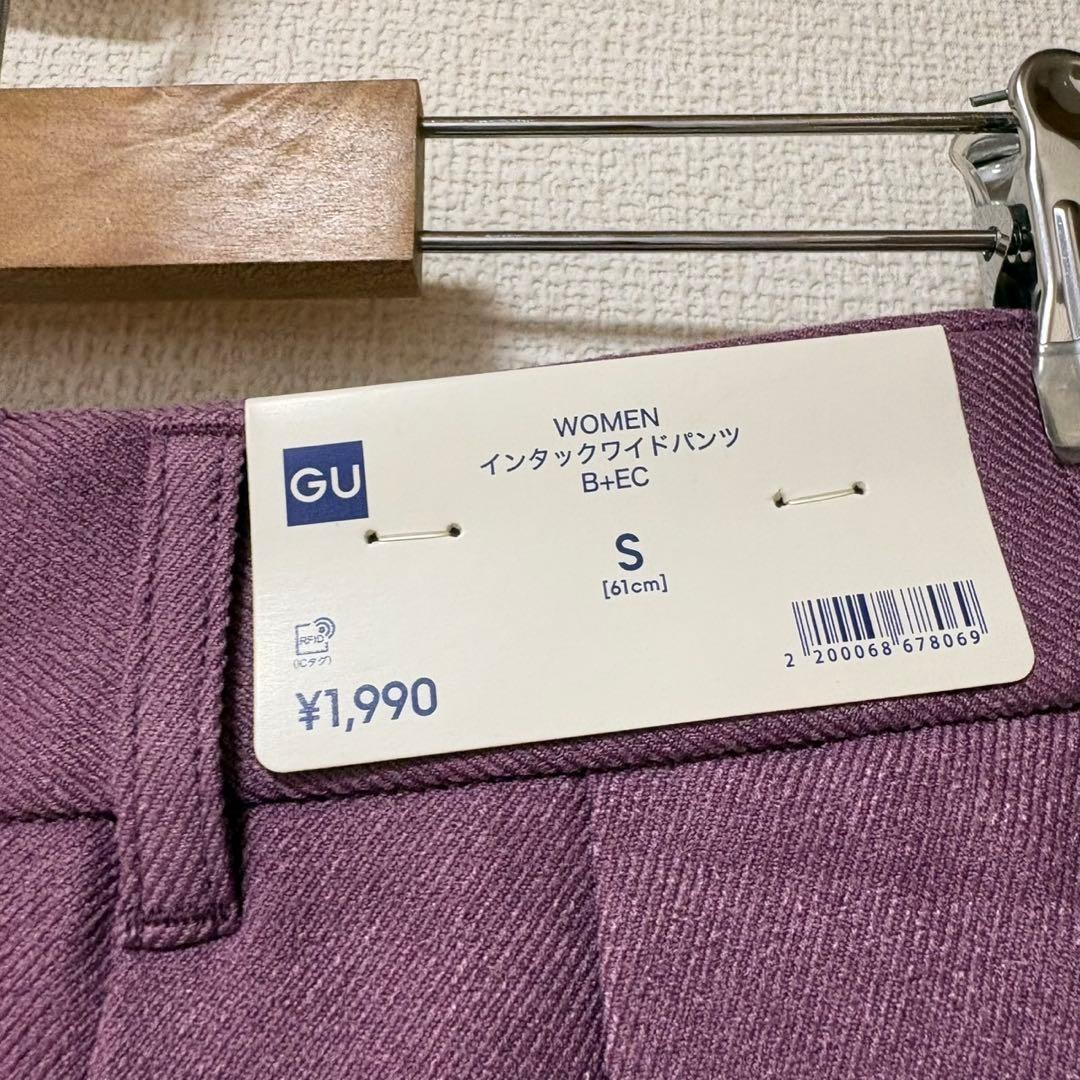 WOMEN
インタックワイドパンツ
B+EC
GU
S
[61cm]
RFID
(ICタグ)
¥1,990
2 200068 678069